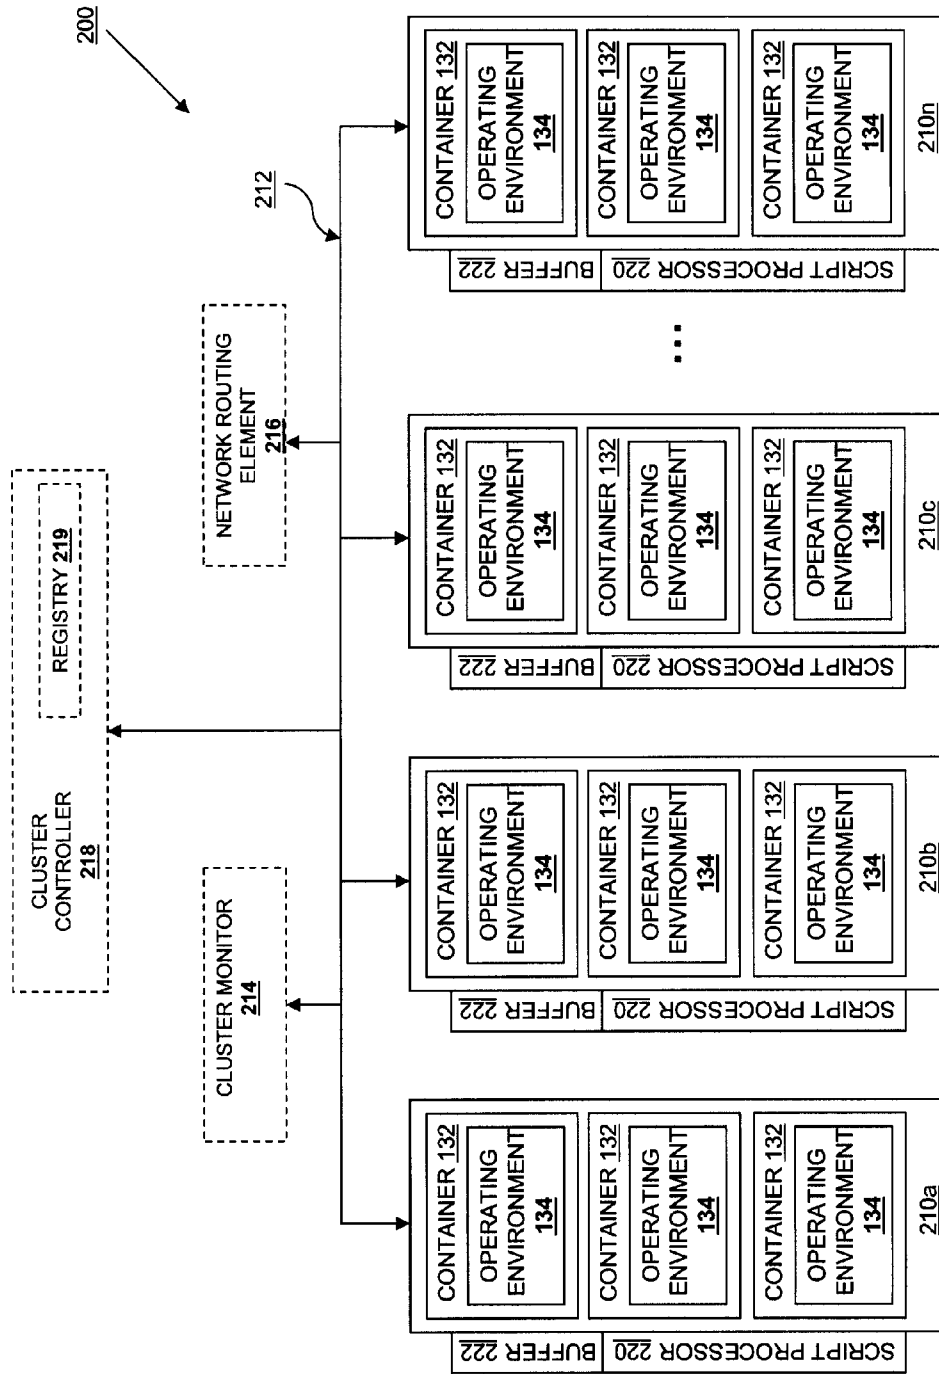 200
CLUSTER
CONTROLLER
218
REGISTRY 219
CLUSTER MONITOR
214
NETWORK ROUTING
ELEMENT
216
212
BUFFER 222
SCRIPT PROCESSOR 220
CONTAINER 132
OPERATING
ENVIRONMENT
134
CONTAINER 132
OPERATING
ENVIRONMENT
134
CONTAINER 132
OPERATING
ENVIRONMENT
134
210a
BUFFER 222
SCRIPT PROCESSOR 220
CONTAINER 132
OPERATING
ENVIRONMENT
134
CONTAINER 132
OPERATING
ENVIRONMENT
134
CONTAINER 132
OPERATING
ENVIRONMENT
134
210b
BUFFER 222
SCRIPT PROCESSOR 220
CONTAINER 132
OPERATING
ENVIRONMENT
134
CONTAINER 132
OPERATING
ENVIRONMENT
134
CONTAINER 132
OPERATING
ENVIRONMENT
134
210c
...
BUFFER 222
SCRIPT PROCESSOR 220
CONTAINER 132
OPERATING
ENVIRONMENT
134
CONTAINER 132
OPERATING
ENVIRONMENT
134
CONTAINER 132
OPERATING
ENVIRONMENT
134
210n